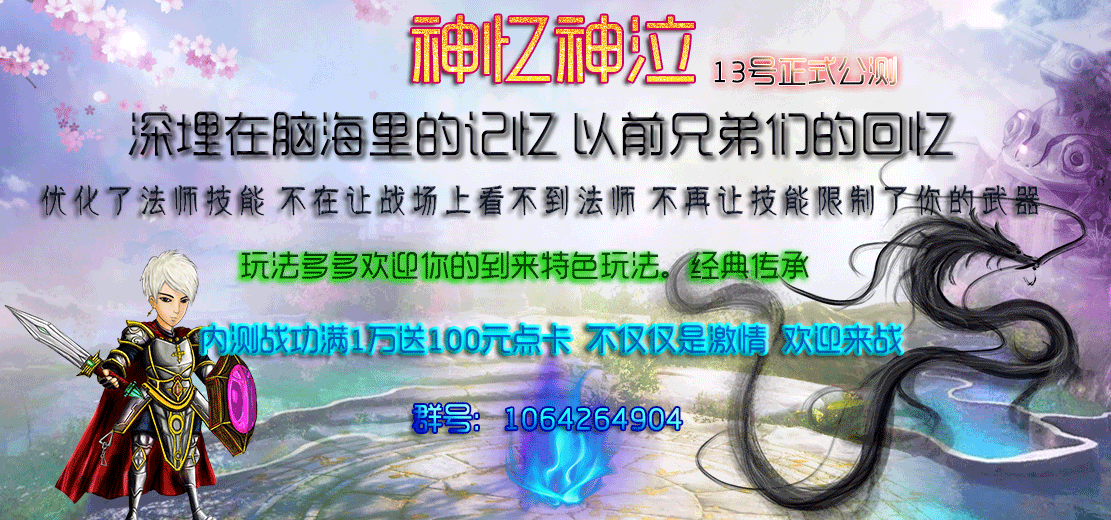 神忆神泣
13号正式公测
深埋在脑海里的记忆 以前兄弟们的回忆
优化了法师技能 不在让战场上看不到法师 不再让技能限制了你的武器
玩法多多欢迎你的到来特色玩法。经典传承
内测战功满1万送100元点卡 不仅仅是激情 欢迎来战
群号: 1064264904